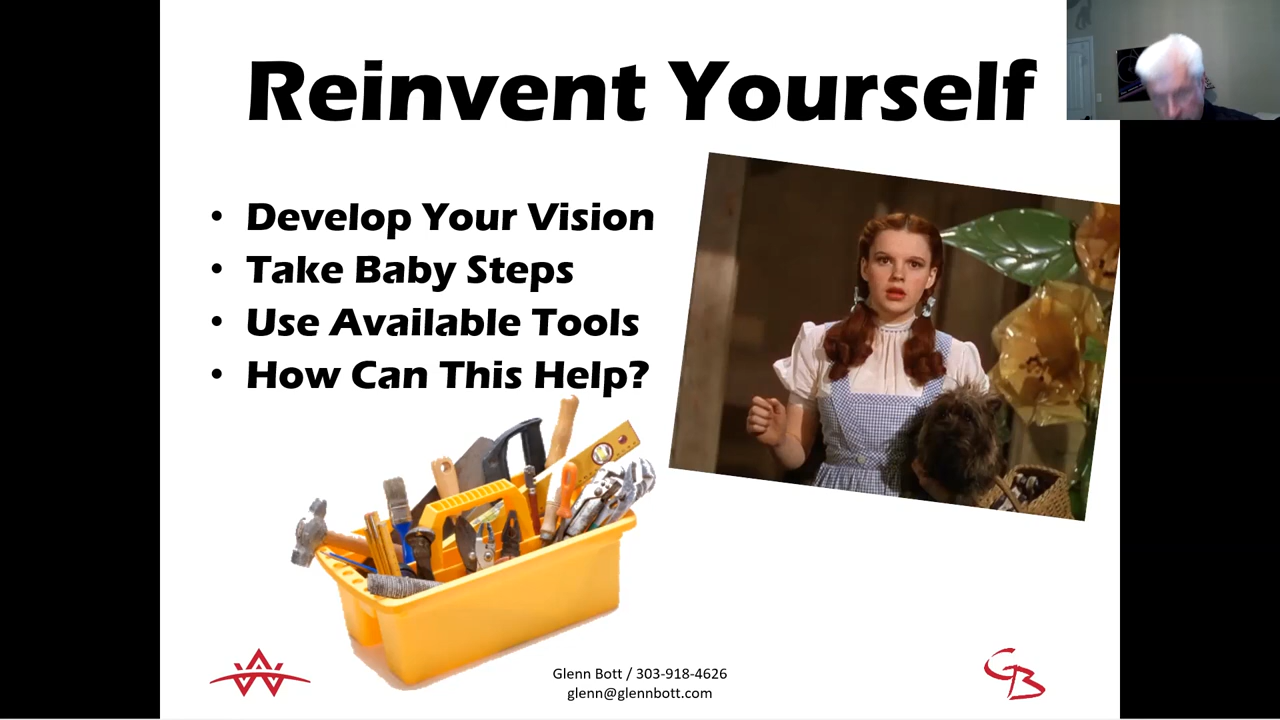 Reinvent Yourself
• Develop Your Vision
• Take Baby Steps
• Use Available Tools
• How Can This Help?
Glenn Bott / 303-918-4626
glenn@glennbott.com
GB